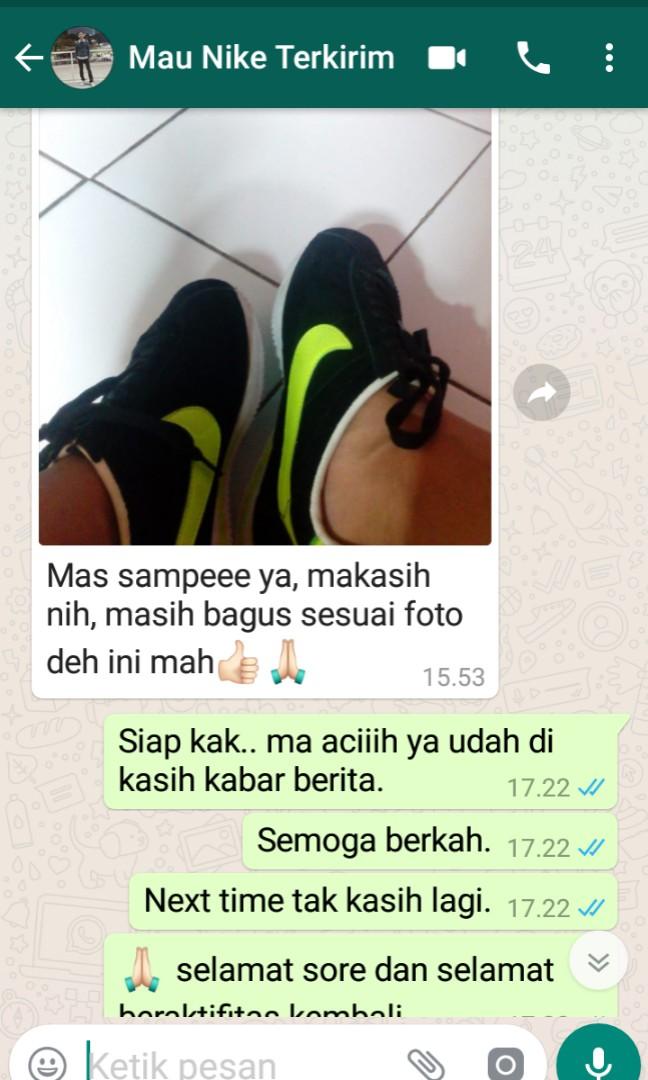 Mau Nike Terkirim
Mas sampeee ya, makasih
nih, masih bagus sesuai foto
deh ini mah👍🏻🙏🏻
15.53
Siap kak.. ma aciiih ya udah di
kasih kabar berita.
17.22
Semoga berkah.
17.22
Next time tak kasih lagi.
17.22
🙏🏻 selamat sore dan selamat
beraktifitas kembali
Ketik pesan